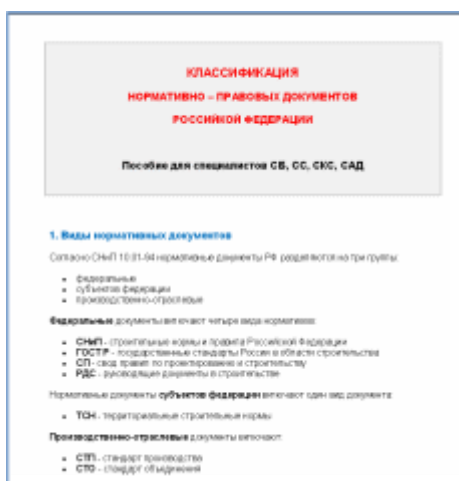 КЛАССИФИКАЦИЯ
НОРМАТИВНО – ПРАВОВЫХ ДОКУМЕНТОВ
РОССИЙКОЙ ФЕДЕРАЦИИ
Пособие для специалистов СБ, СС, СКС, САД
1. Виды нормативных документов
Согласно СНиП 10.01-94 нормативные документы РФ разделяются на три группы:
• федеральные
• субъектов федерации
• производственно-отраслевые
Федеральные документы включают четыре вида нормативов:
• СНиП - строительные нормы и правила Российской Федерации
• ГОСТ Р - государственные стандарты России в области строительства
• СП - свод правил по проектированию и строительству
• РДС - руководящие документы в строительстве
Нормативные документы субъектов федерации включают один вид документа:
• ТСН - территориальные строительные нормы
Производственно-отраслевые документы включают:
• СТП - стандарт производства
• СТО - стандарт объединения